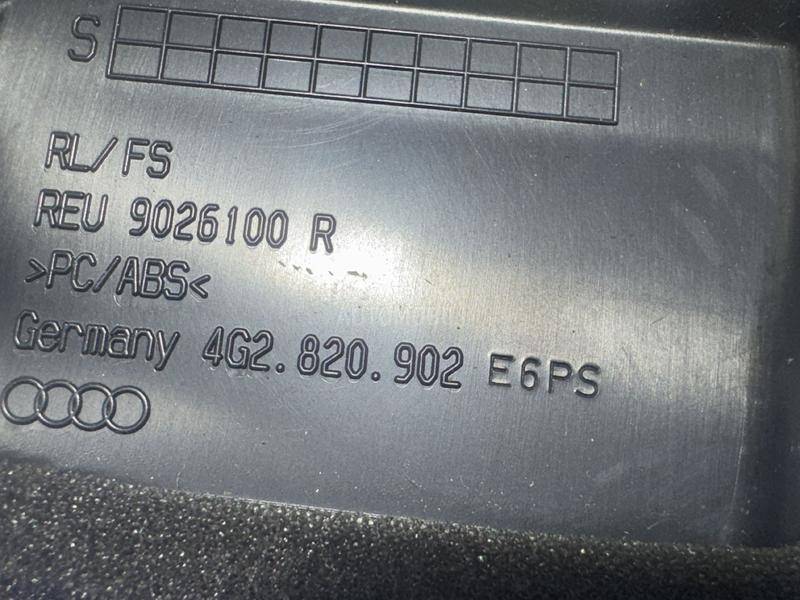 S
RL/FS
REU 9026100 R
>PC/ABS<
Germany 4G2.820.902 E6PS